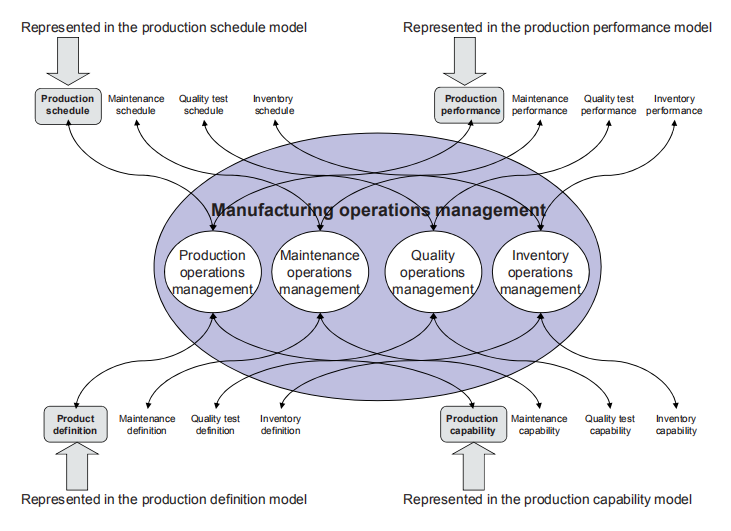 Represented in the production schedule model
Represented in the production performance model
Production
schedule
Maintenance
schedule
Quality test
schedule
Inventory
schedule
Production
performance
Maintenance
performance
Quality test
performance
Inventory
performance
Manufacturing operations management
Production
operations
management
Maintenance
operations
management
Quality
operations
management
Inventory
operations
management
Product
definition
Maintenance
definition
Quality test
definition
Inventory
definition
Production
capability
Maintenance
capability
Quality test
capability
Inventory
capability
Represented in the production definition model
Represented in the production capability model